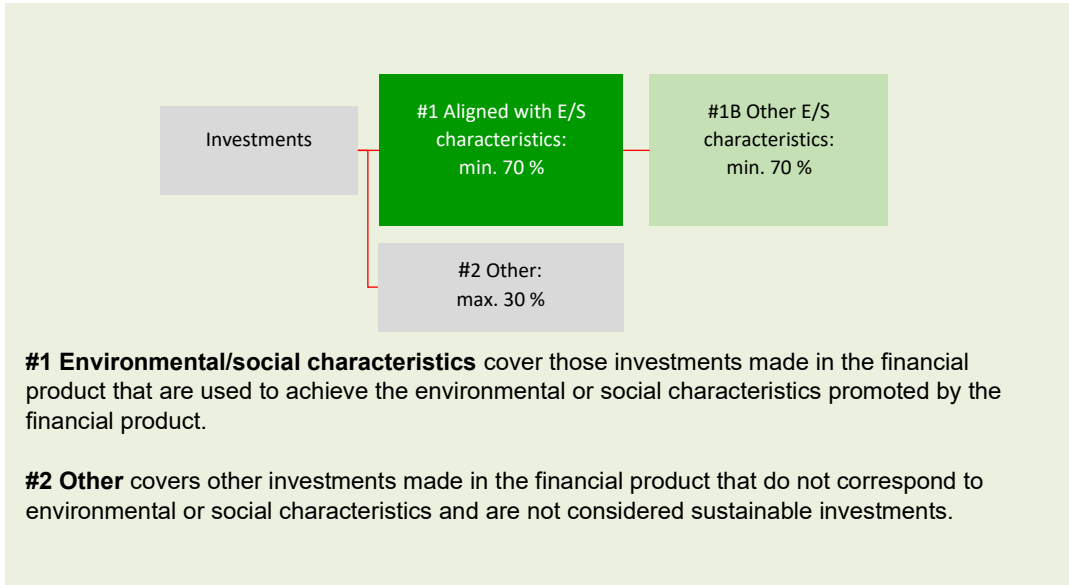 Investments
#1 Aligned with E/S
characteristics:
min. 70 %
#1B Other E/S
characteristics:
min. 70 %
#2 Other:
max. 30 %
#1 Environmental/social characteristics cover those investments made in the financial
product that are used to achieve the environmental or social characteristics promoted by the
financial product.
#2 Other covers other investments made in the financial product that do not correspond to
environmental or social characteristics and are not considered sustainable investments.